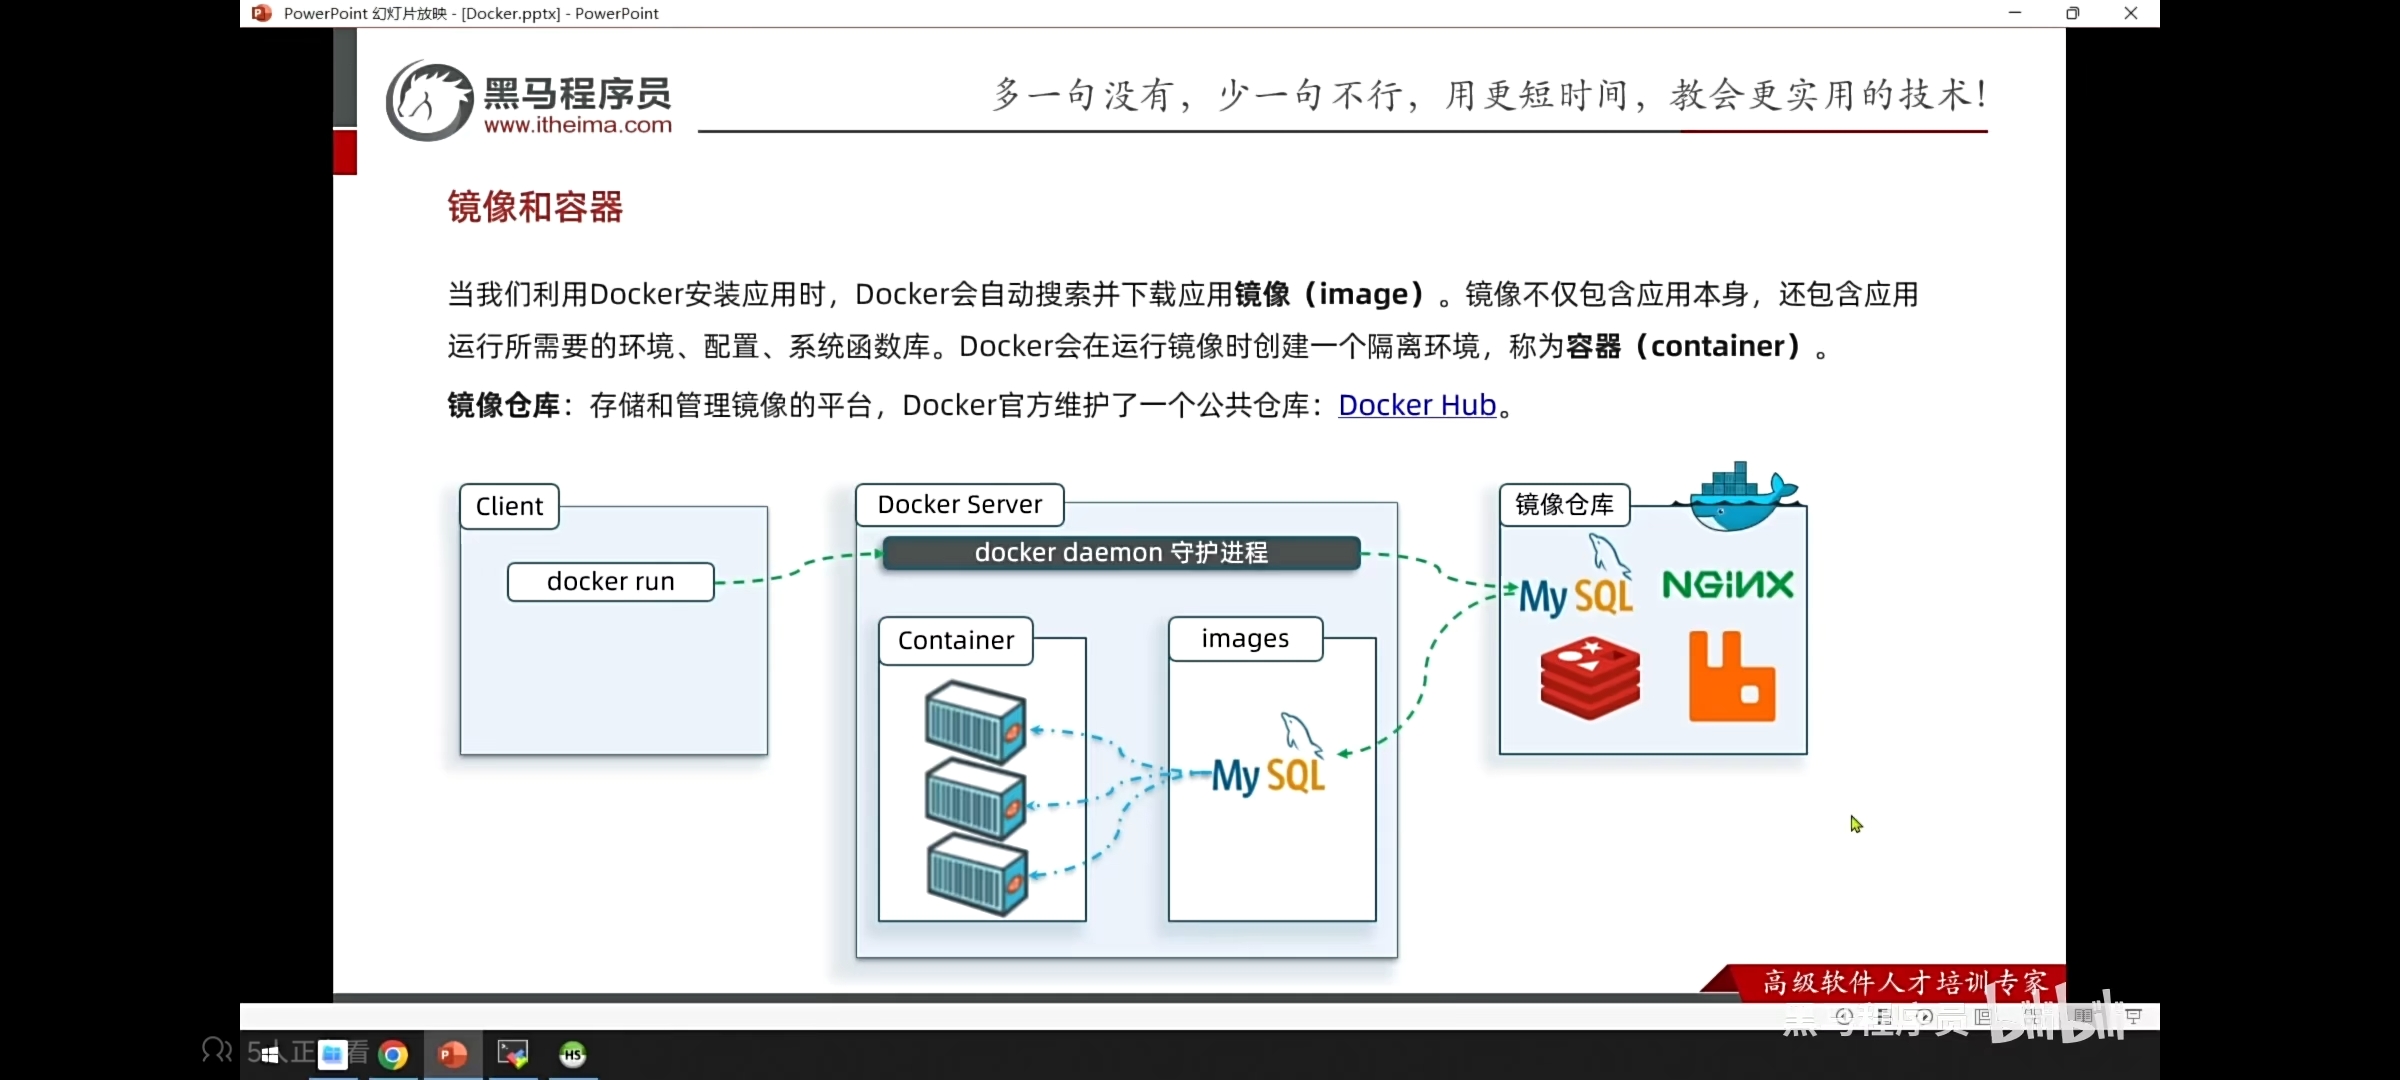 PowerPoint 幻灯片放映 - [Docker.pptx] - PowerPoint
黑马程序员
www.itheima.com
多一句没有，少一句不行，用更短时间，教会更实用的技术！
镜像和容器
当我们利用Docker安装应用时，Docker会自动搜索并下载应用镜像（image）。镜像不仅包含应用本身，还包含应用
运行所需要的环境、配置、系统函数库。Docker会在运行镜像时创建一个隔离环境，称为容器（container）。
镜像仓库：存储和管理镜像的平台，Docker官方维护了一个公共仓库：Docker Hub。
Client
docker run
Docker Server
docker daemon 守护进程
Container
images
MySQL
镜像仓库
MySQL
NGiNX
高级软件人才培训专家
黑马程序员 bilibili
HS